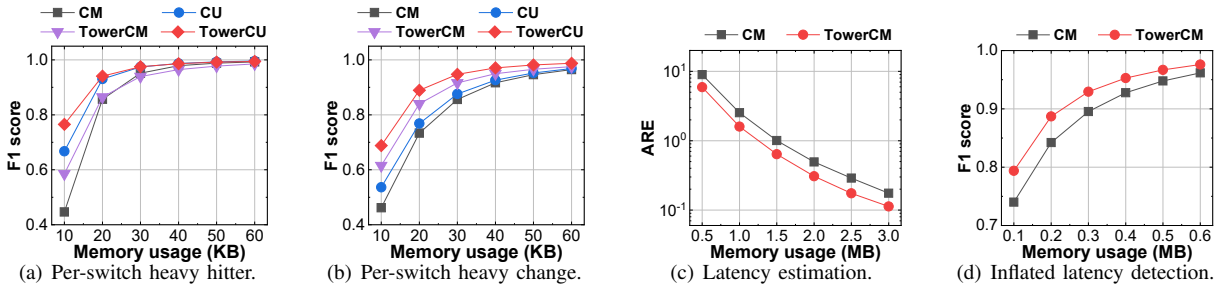 CM CU
TowerCM TowerCU
F1 score
1.0
0.8
0.6
0.4
10 20 30 40 50 60
Memory usage (KB)
(a) Per-switch heavy hitter.
CM CU
TowerCM TowerCU
F1 score
1.0
0.8
0.6
0.4
10 20 30 40 50 60
Memory usage (KB)
(b) Per-switch heavy change.
CM TowerCM
ARE
10^1
10^0
10^-1
0.5 1.0 1.5 2.0 2.5 3.0
Memory usage (MB)
(c) Latency estimation.
CM TowerCM
F1 score
1.0
0.9
0.8
0.7
0.1 0.2 0.3 0.4 0.5 0.6
Memory usage (MB)
(d) Inflated latency detection.